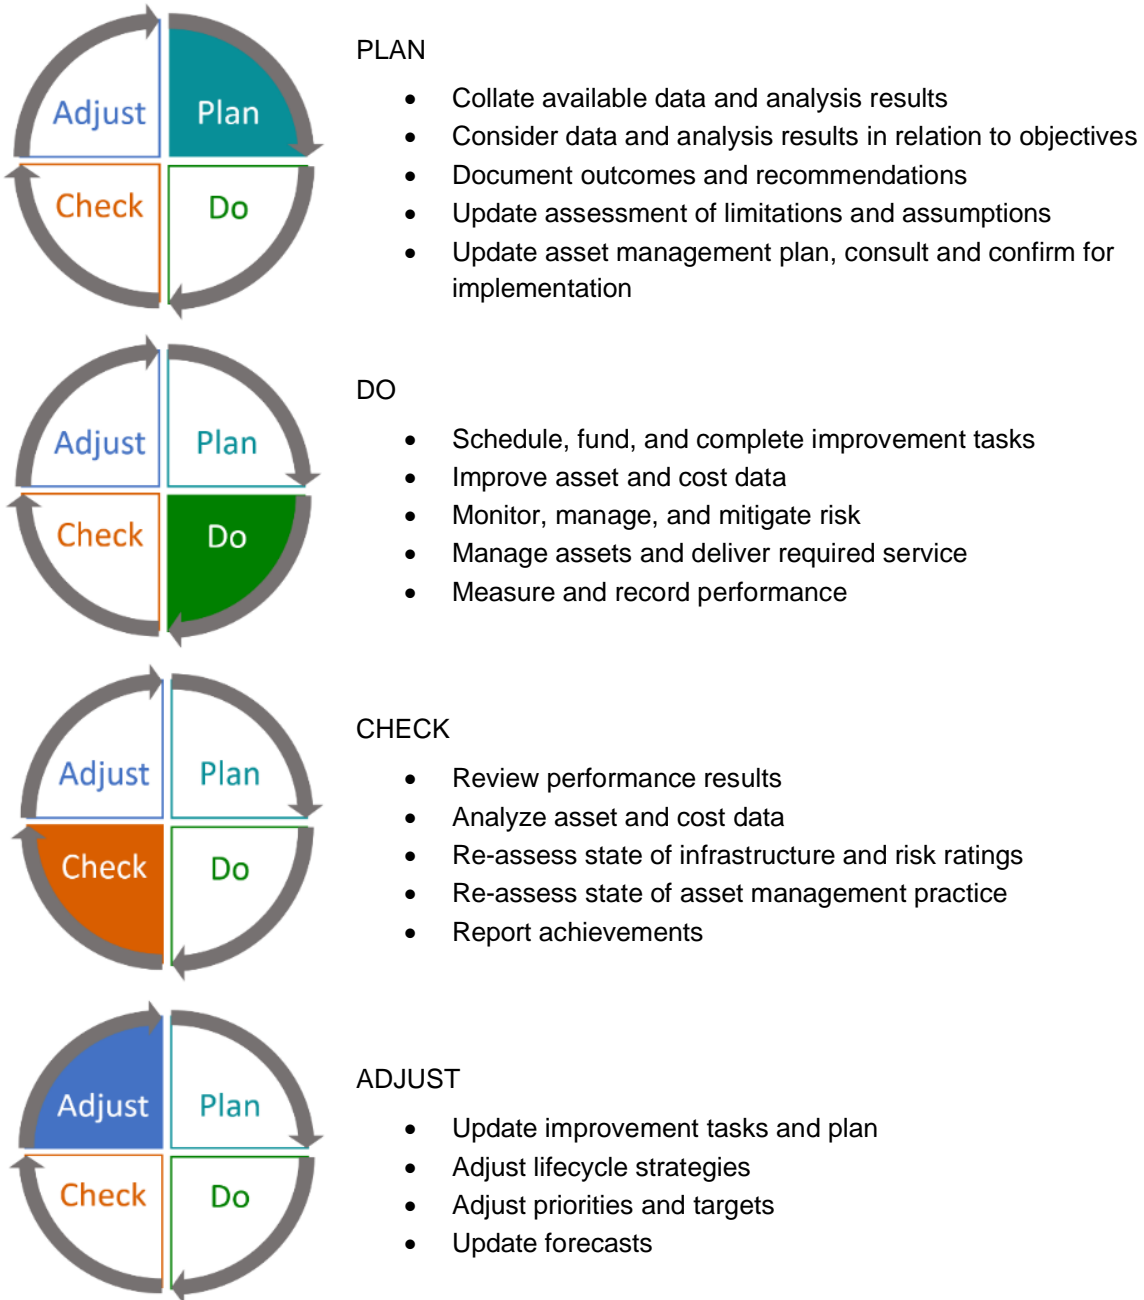 Adjust Plan
Check Do
PLAN
• Collate available data and analysis results
• Consider data and analysis results in relation to objectives
• Document outcomes and recommendations
• Update assessment of limitations and assumptions
• Update asset management plan, consult and confirm for
implementation
Adjust Plan
Check Do
DO
• Schedule, fund, and complete improvement tasks
• Improve asset and cost data
• Monitor, manage, and mitigate risk
• Manage assets and deliver required service
• Measure and record performance
Adjust Plan
Check Do
CHECK
• Review performance results
• Analyze asset and cost data
• Re-assess state of infrastructure and risk ratings
• Re-assess state of asset management practice
• Report achievements
Adjust Plan
Check Do
ADJUST
• Update improvement tasks and plan
• Adjust lifecycle strategies
• Adjust priorities and targets
• Update forecasts